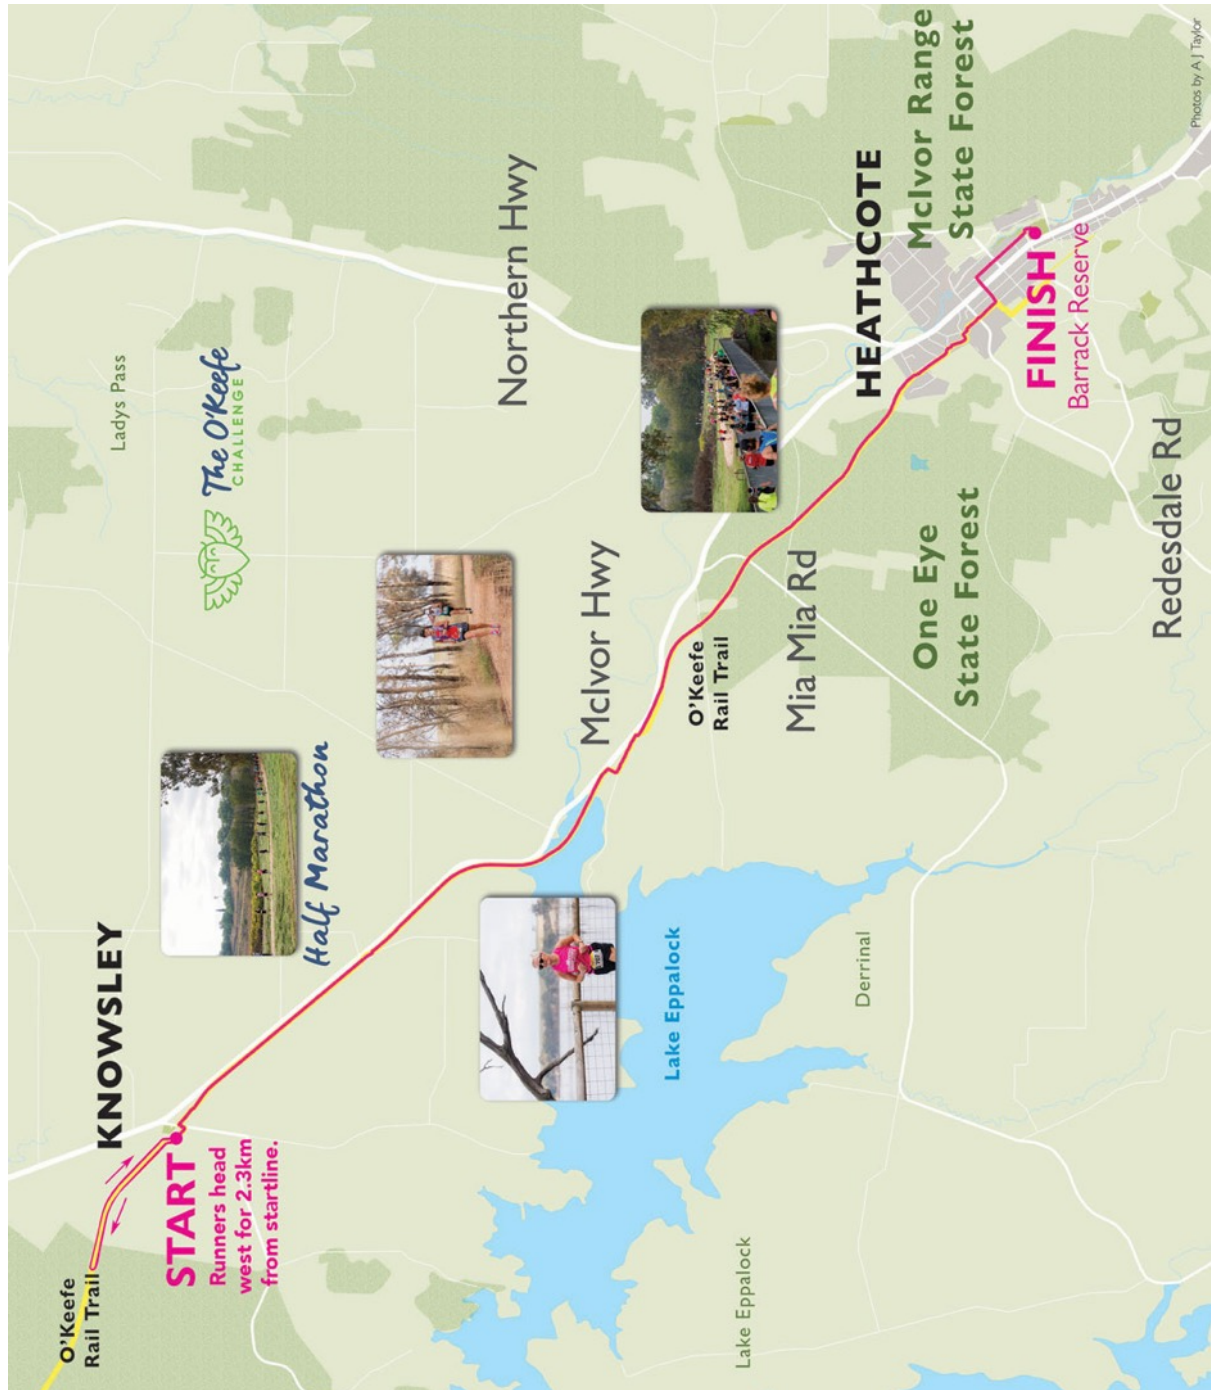 O'Keefe
Rail Trail
KNOWSLEY
START
Runners head
west for 2.3km
from startline.
Half Marathon
Ladys Pass
The O'Keefe
CHALLENGE
Northern Hwy
McIvor Hwy
Lake Eppalock
Lake Eppalock
Derrinal
O'Keefe
Rail Trail
Mia Mia Rd
One Eye
State Forest
HEATHCOTE
McIvor Range
State Forest
FINISH
Barrack Reserve
Redesdale Rd
Photos by A J Taylor